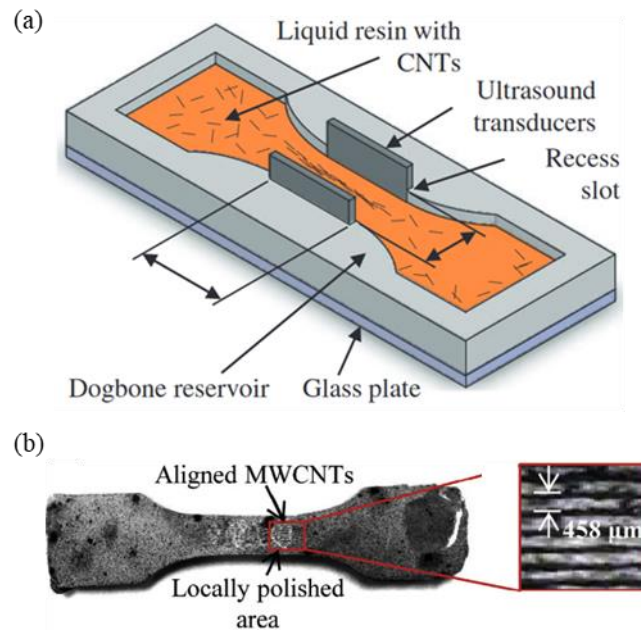 (a)
Liquid resin with
CNTs
Ultrasound
transducers
Recess
slot
Dogbone reservoir
Glass plate
(b)
Aligned MWCNTs
458 µm
Locally polished
area